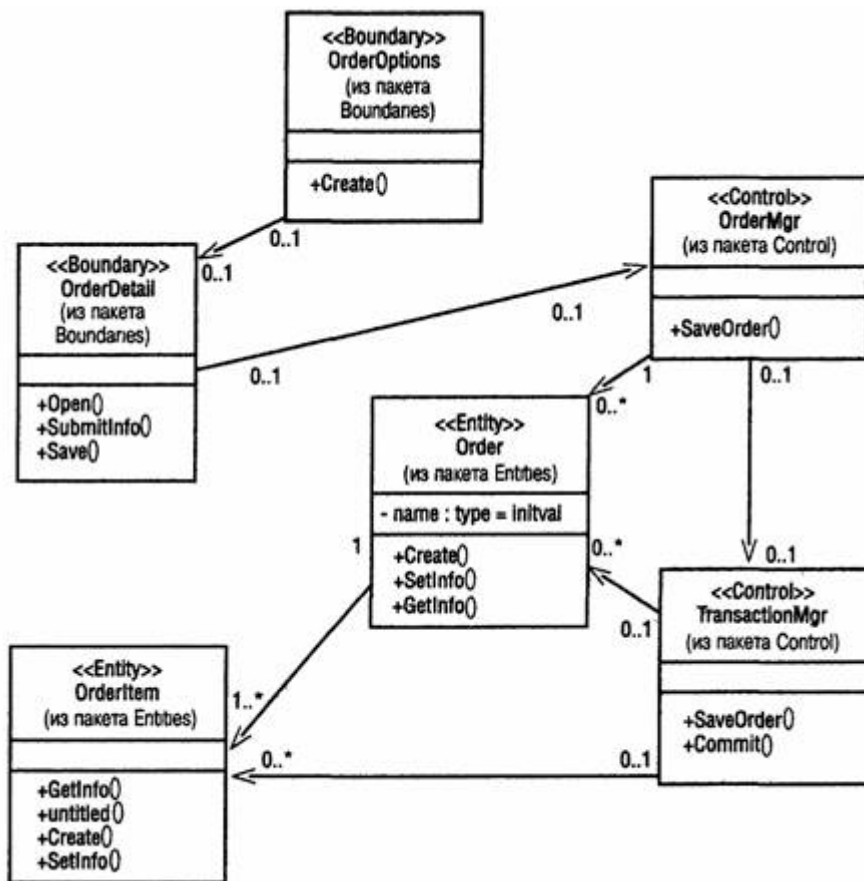 <<Boundary>>
OrderOptions
(из пакета
Boundaries)
+Create()
0..1
0..1
<<Boundary>>
OrderDetail
(из пакета
Boundaries)
+Open()
+SubmitInfo()
+Save()
0..1
0..1
<<Control>>
OrderMgr
(из пакета Control)
+SaveOrder()
1
0..*
0..1
0..1
<<Entity>>
Order
(из пакета Entities)
- name : type = initval
+Create()
+SetInfo()
+GetInfo()
1
1..*
0..*
0..1
<<Control>>
TransactionMgr
(из пакета Control)
+SaveOrder()
+Commit()
0..1
0..*
<<Entity>>
OrderItem
(из пакета Entities)
+GetInfo()
+untitled()
+Create()
+SetInfo()